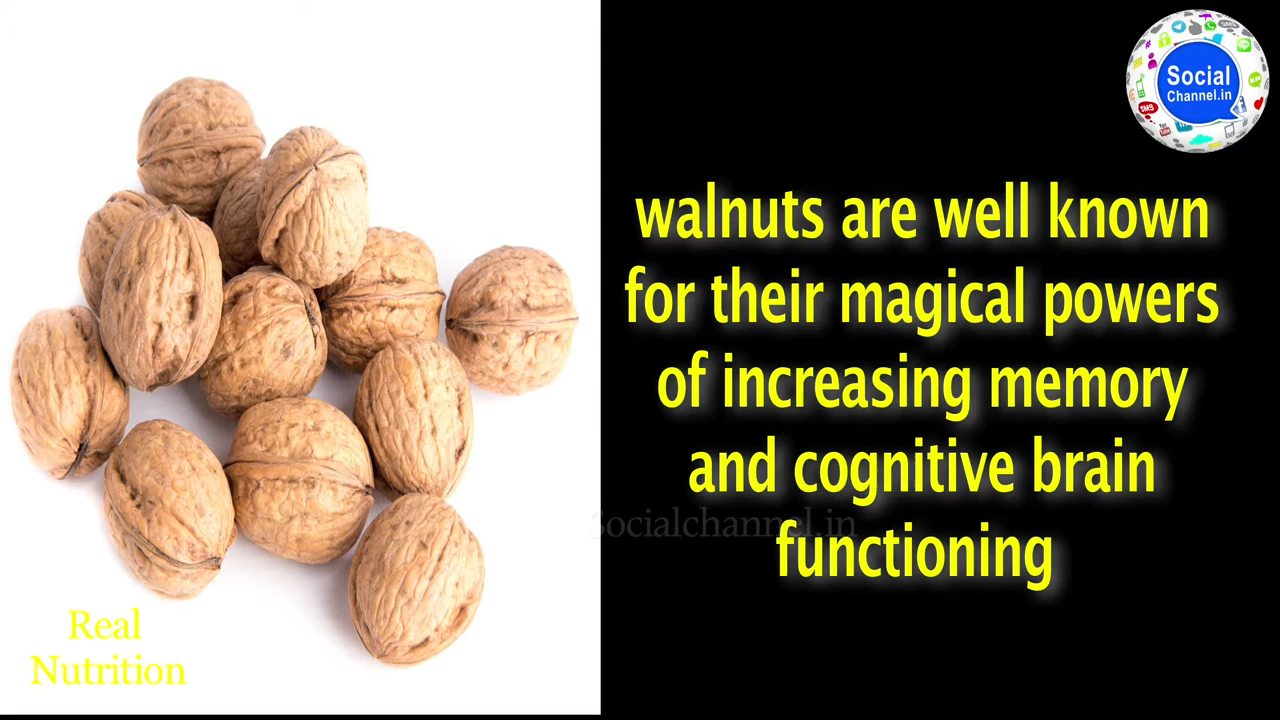 Social
Channel.in
walnuts are well known
for their magical powers
of increasing memory
and cognitive brain
Socialchannel.in
functioning
Real
Nutrition